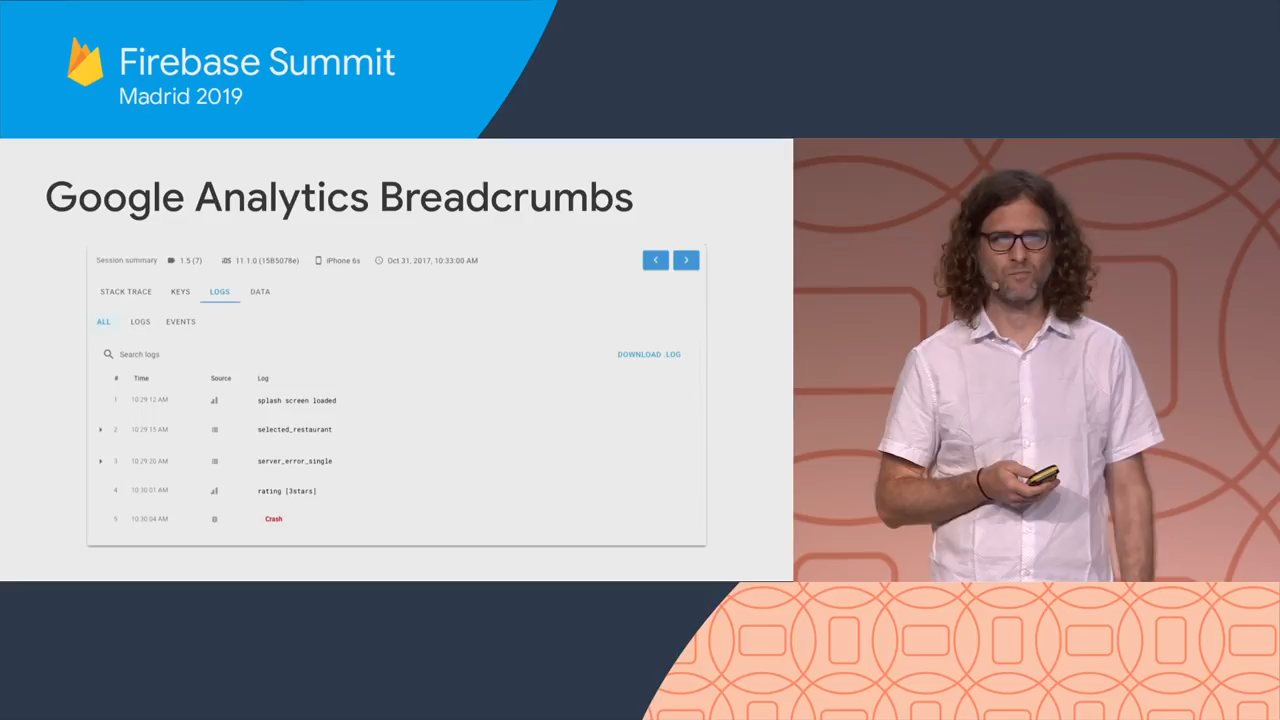 Firebase Summit
Madrid 2019
Google Analytics Breadcrumbs
Session summary 1.5 (7) iOS 11.1.0 (15B5078e) iPhone 6s Oct 31, 2017, 10:33:00 AM
STACK TRACE KEYS LOGS DATA
ALL LOGS EVENTS
Search logs DOWNLOAD LOG
# Time Source Log
1 10:29:12 AM splash screen loaded
2 10:29:15 AM selected_restaurant
3 10:29:20 AM server_error_single
4 10:30:01 AM rating [3stars]
5 10:30:04 AM Crash